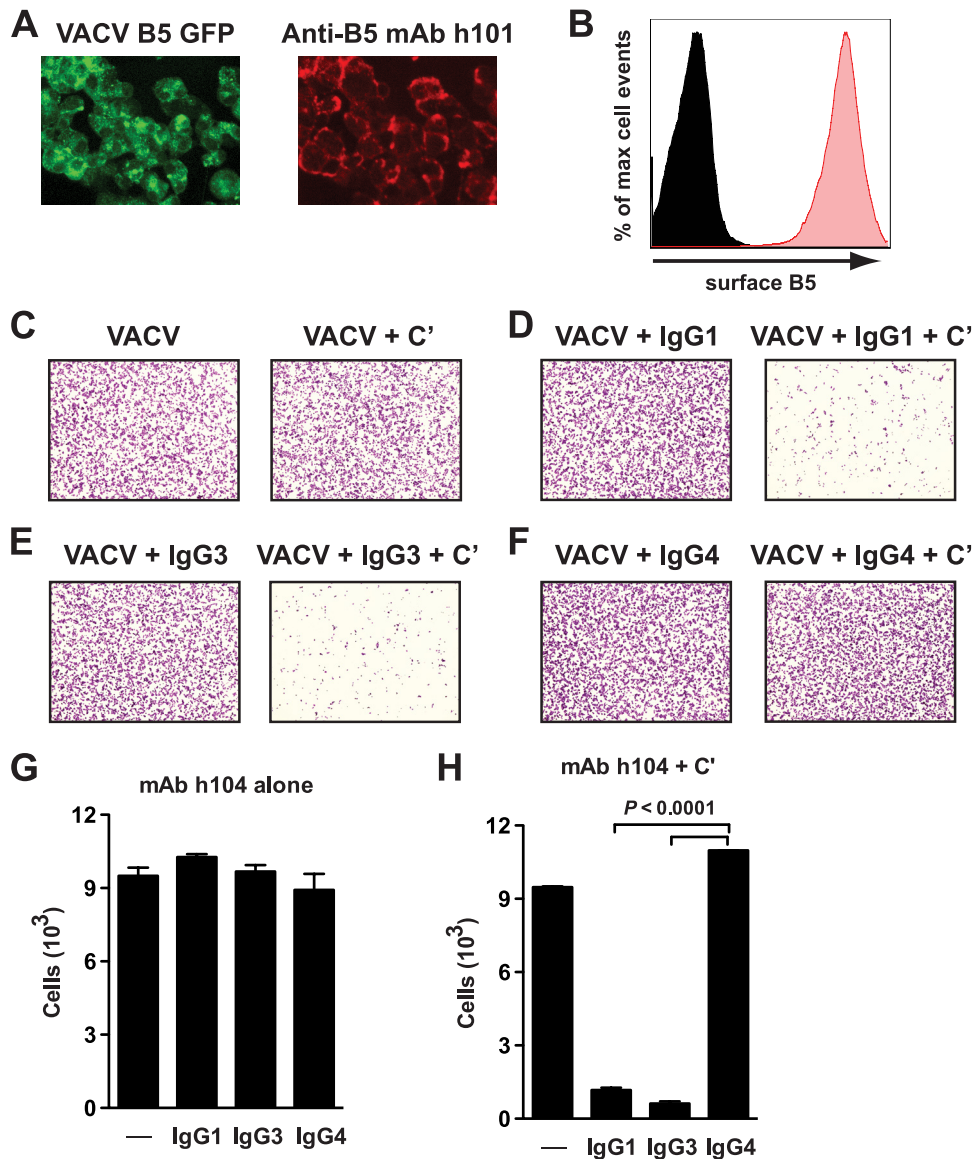 A
VACV B5 GFP
Anti-B5 mAb h101
B
% of max cell events
surface B5
C
VACV
VACV + C’
D
VACV + IgG1
VACV + IgG1 + C’
E
VACV + IgG3
VACV + IgG3 + C’
F
VACV + IgG4
VACV + IgG4 + C’
G
mAb h104 alone
Cells (10³)
12
9
6
3
0
— IgG1 IgG3 IgG4
H
mAb h104 + C'
P < 0.0001
Cells (10³)
12
9
6
3
0
— IgG1 IgG3 IgG4